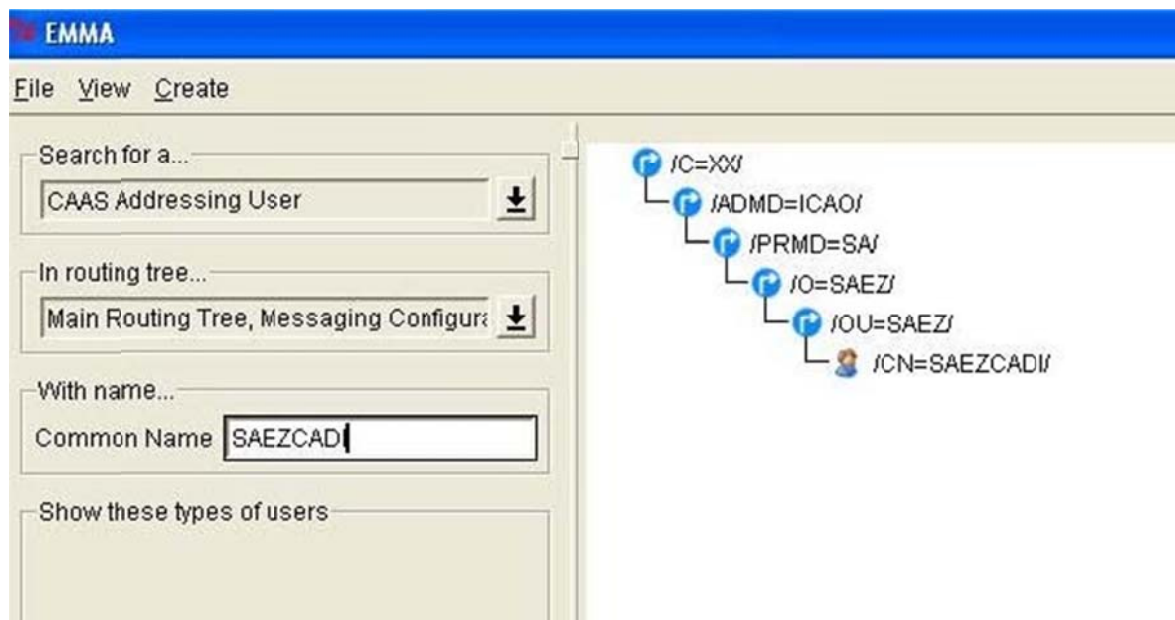 EMMA
File View Create
Search for a...
CAAS Addressing User
In routing tree...
Main Routing Tree, Messaging Configura
With name...
Common Name SAEZCADI
Show these types of users
/C=XX/
/ADMD=ICAO/
/PRMD=SA/
/O=SAEZ/
/OU=SAEZ/
/CN=SAEZCADI/